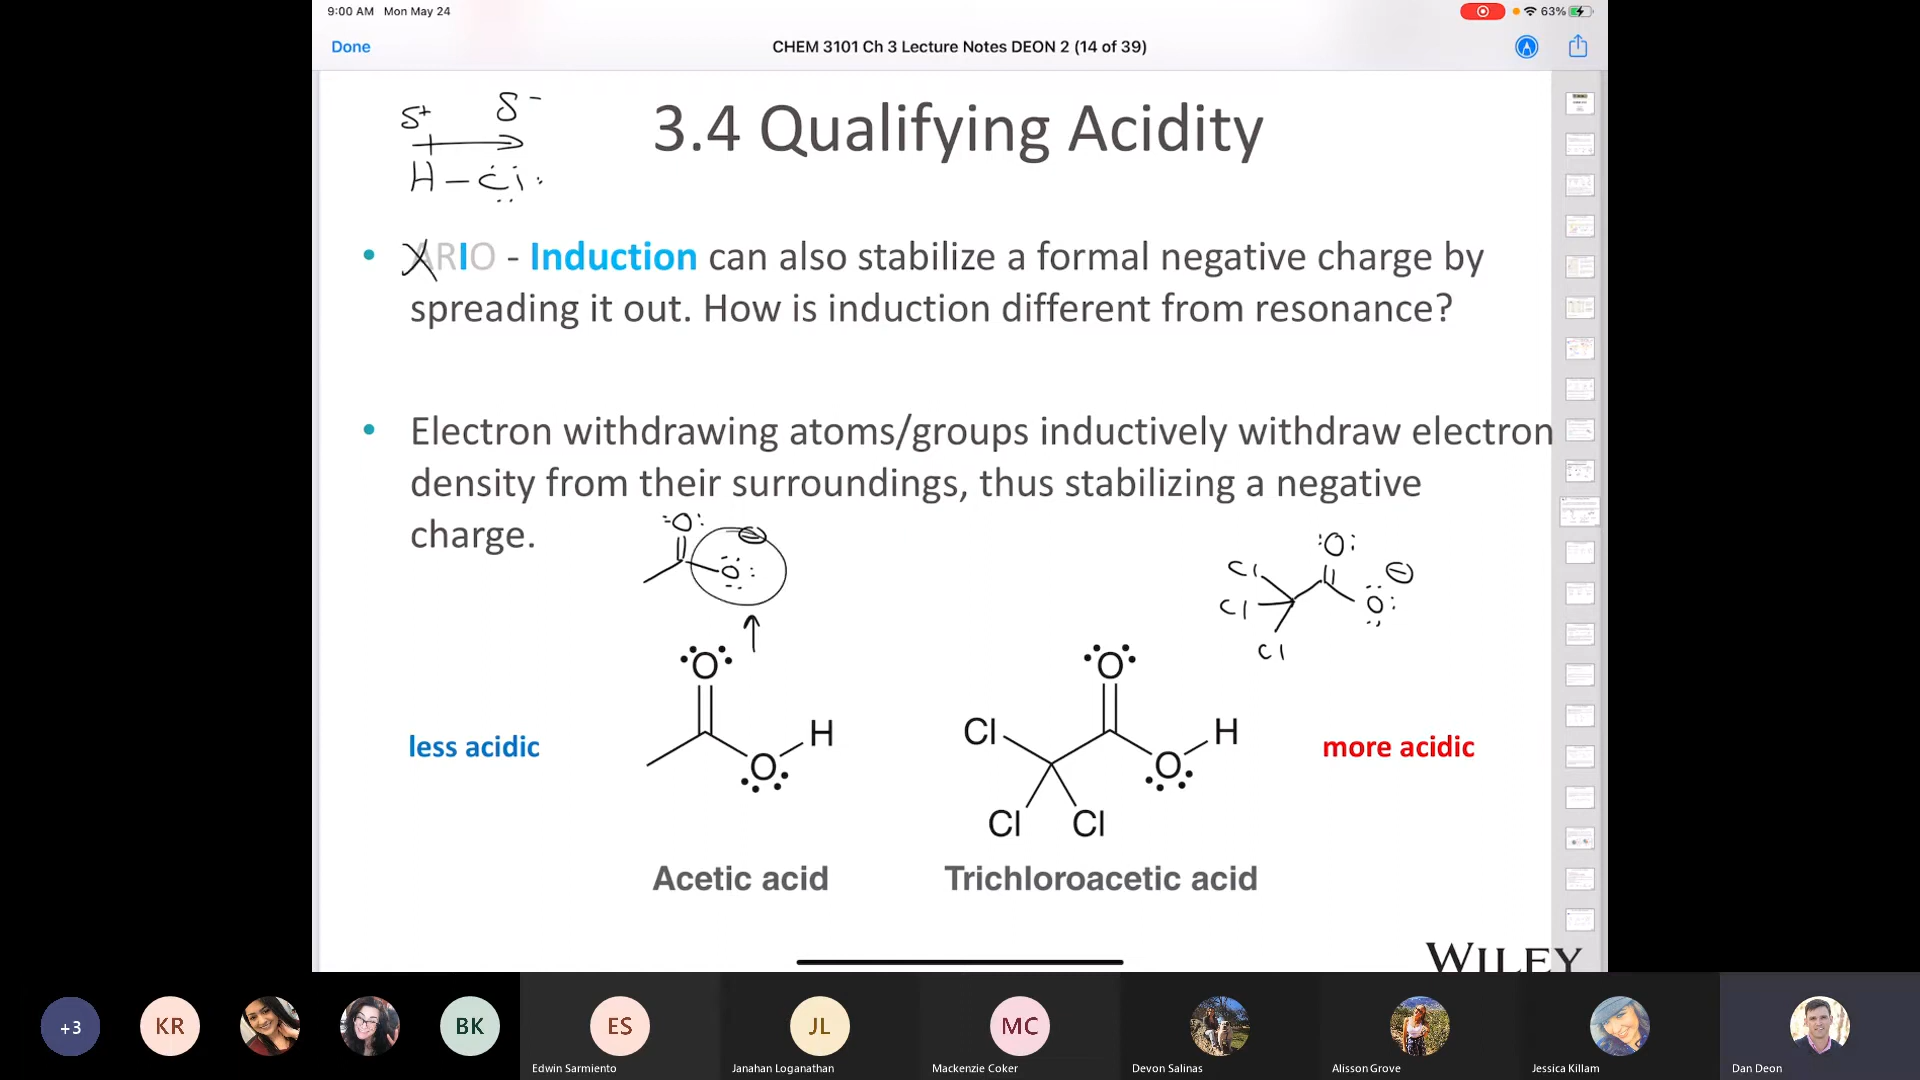 9:00 AM Mon May 24
63%
Done
CHEM 3101 Ch 3 Lecture Notes DEON 2 (14 of 39)
δ+ δ-
H – Cl
3.4 Qualifying Acidity
• ARIO - Induction can also stabilize a formal negative charge by
spreading it out. How is induction different from resonance?
• Electron withdrawing atoms/groups inductively withdraw electron
density from their surroundings, thus stabilizing a negative
charge.
:O:
O
⊖
:O:
Cl
Cl
Cl
O
⊖
O
H
O
less acidic
O
Cl
H
O
Cl Cl
more acidic
Acetic acid
Trichloroacetic acid
WILEY
+3
KR
BK
ES
JL
MC
Edwin Sarmiento
Janahan Loganathan
Mackenzie Coker
Devon Salinas
Alisson Grove
Jessica Killam
Dan Deon